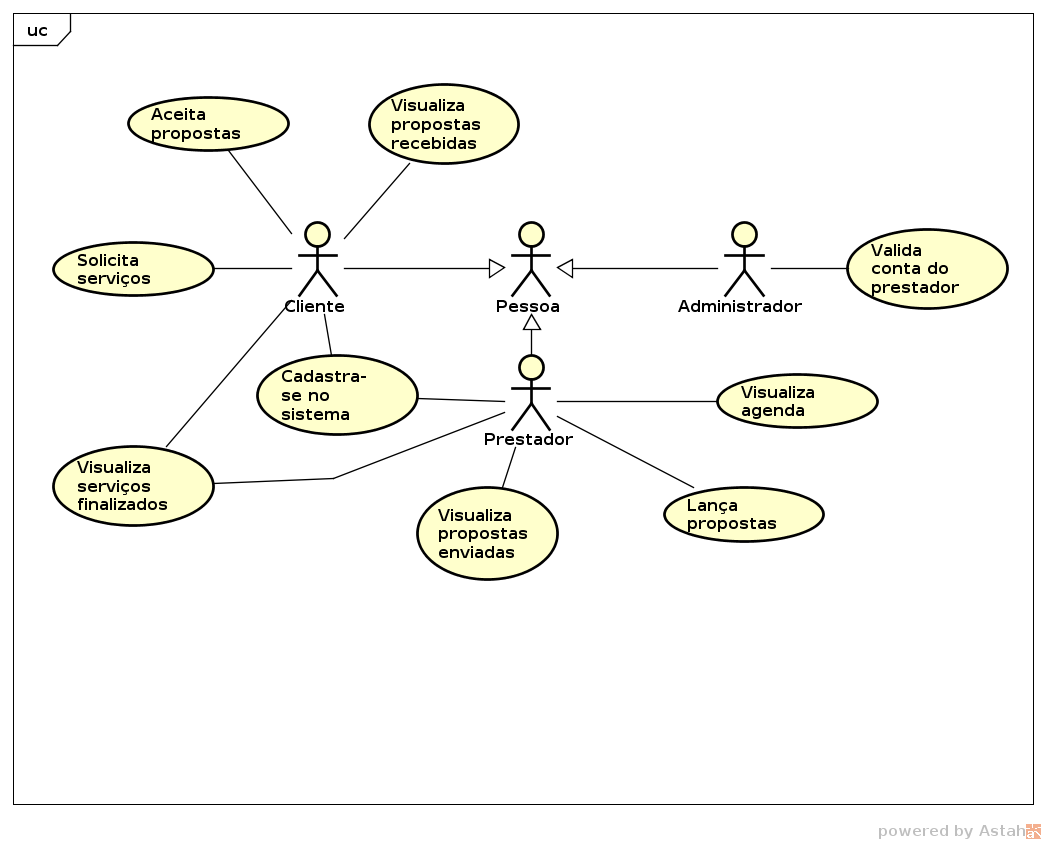 uc
Aceita
propostas
Visualiza
propostas
recebidas
Solicita
serviços
Cliente
Pessoa
Administrador
Valida
conta do
prestador
Cadastra-
se no
sistema
Prestador
Visualiza
agenda
Visualiza
serviços
finalizados
Visualiza
propostas
enviadas
Lança
propostas
powered by Astah